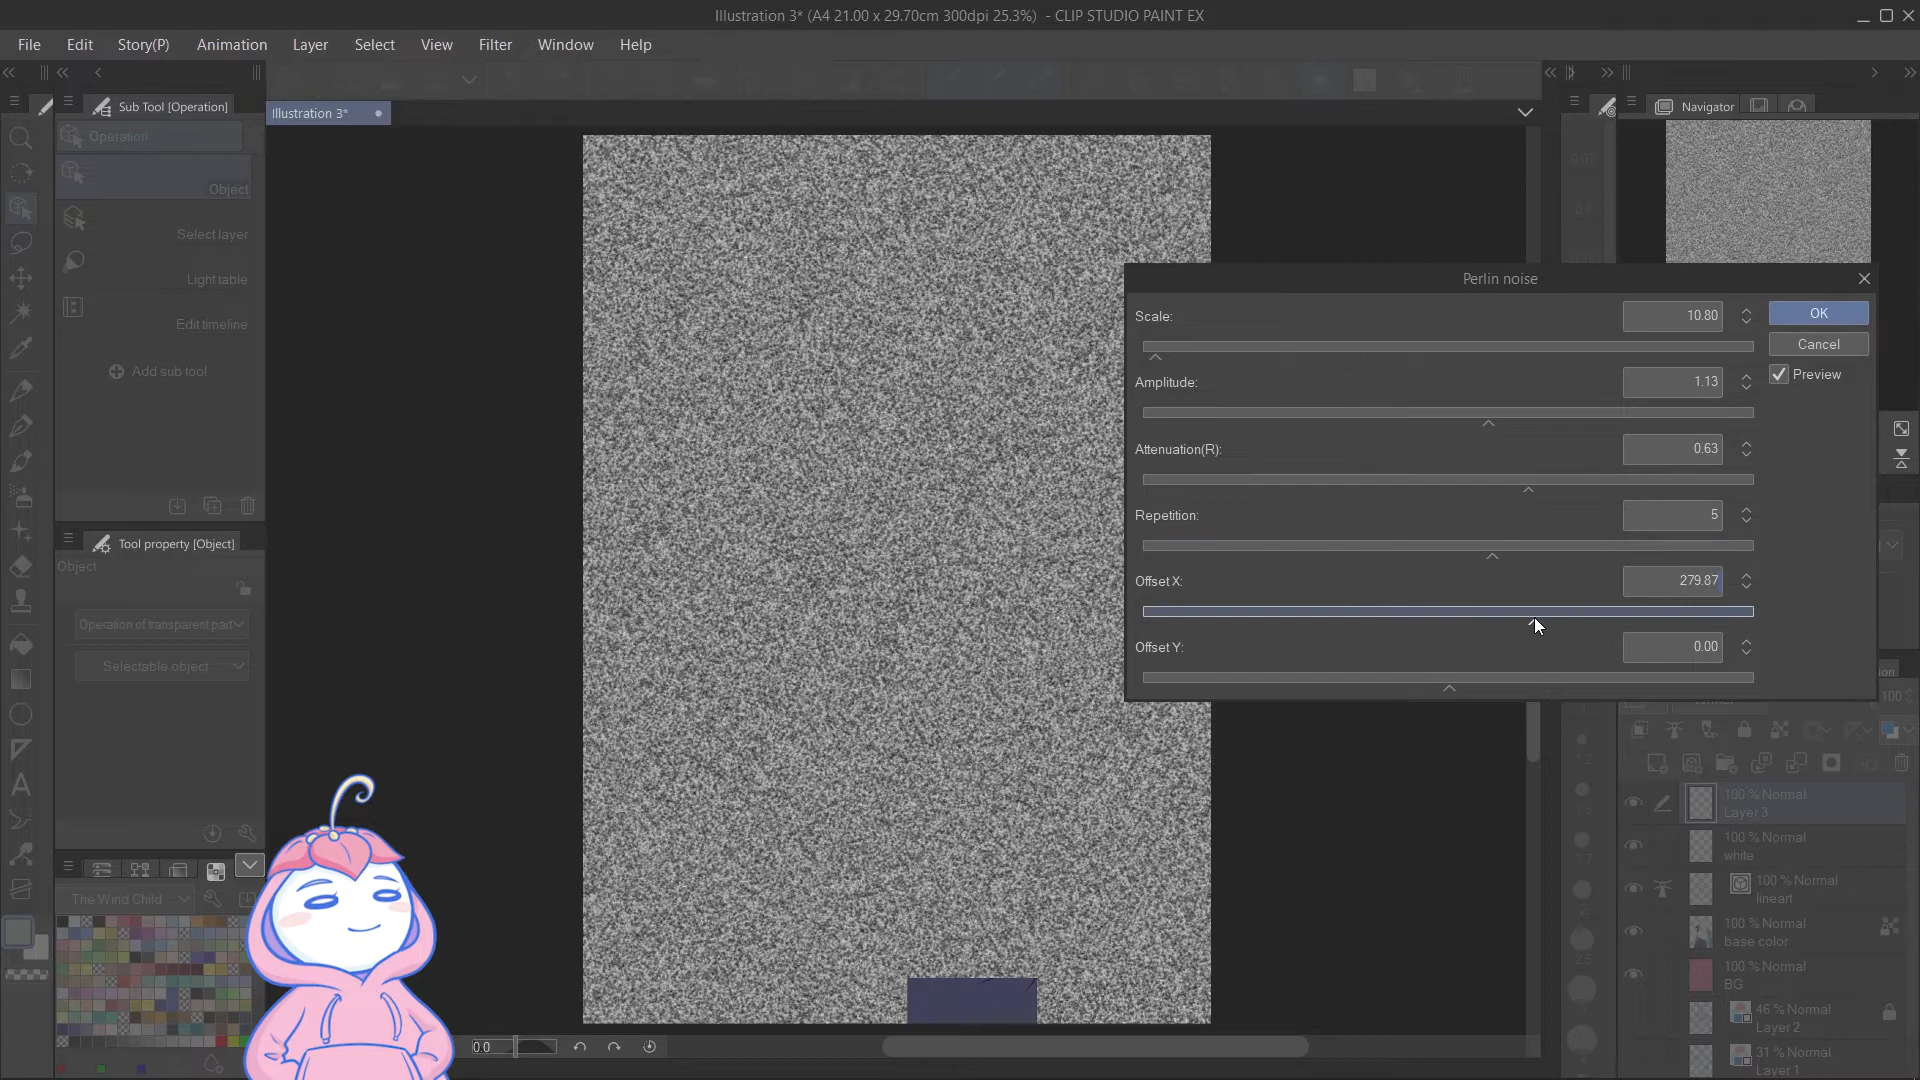 Illustration 3* (A4 21.00 x 29.70cm 300dpi 25.3%)  - CLIP STUDIO PAINT EX
File Edit Story(P) Animation Layer Select View Filter Window Help
Sub Tool [Operation]
Illustration 3*
Navigator
Operation
Object
Select layer
Light table
Edit timeline
Add sub tool
Perlin noise
Scale: 10.80
OK
Cancel
Preview
Amplitude: 1.13
Attenuation(R): 0.63
Repetition: 5
Offset X: 279.87
Offset Y: 0.00
Tool property [Object]
Object
Operation of transparent part
Selectable object
100
100 % Normal
Layer 3
100 % Normal
white
100 % Normal
lineart
100 % Normal
base color
100 % Normal
BG
46 % Normal
Layer 2
31 % Normal
Layer 1
The Wind Child
0.0